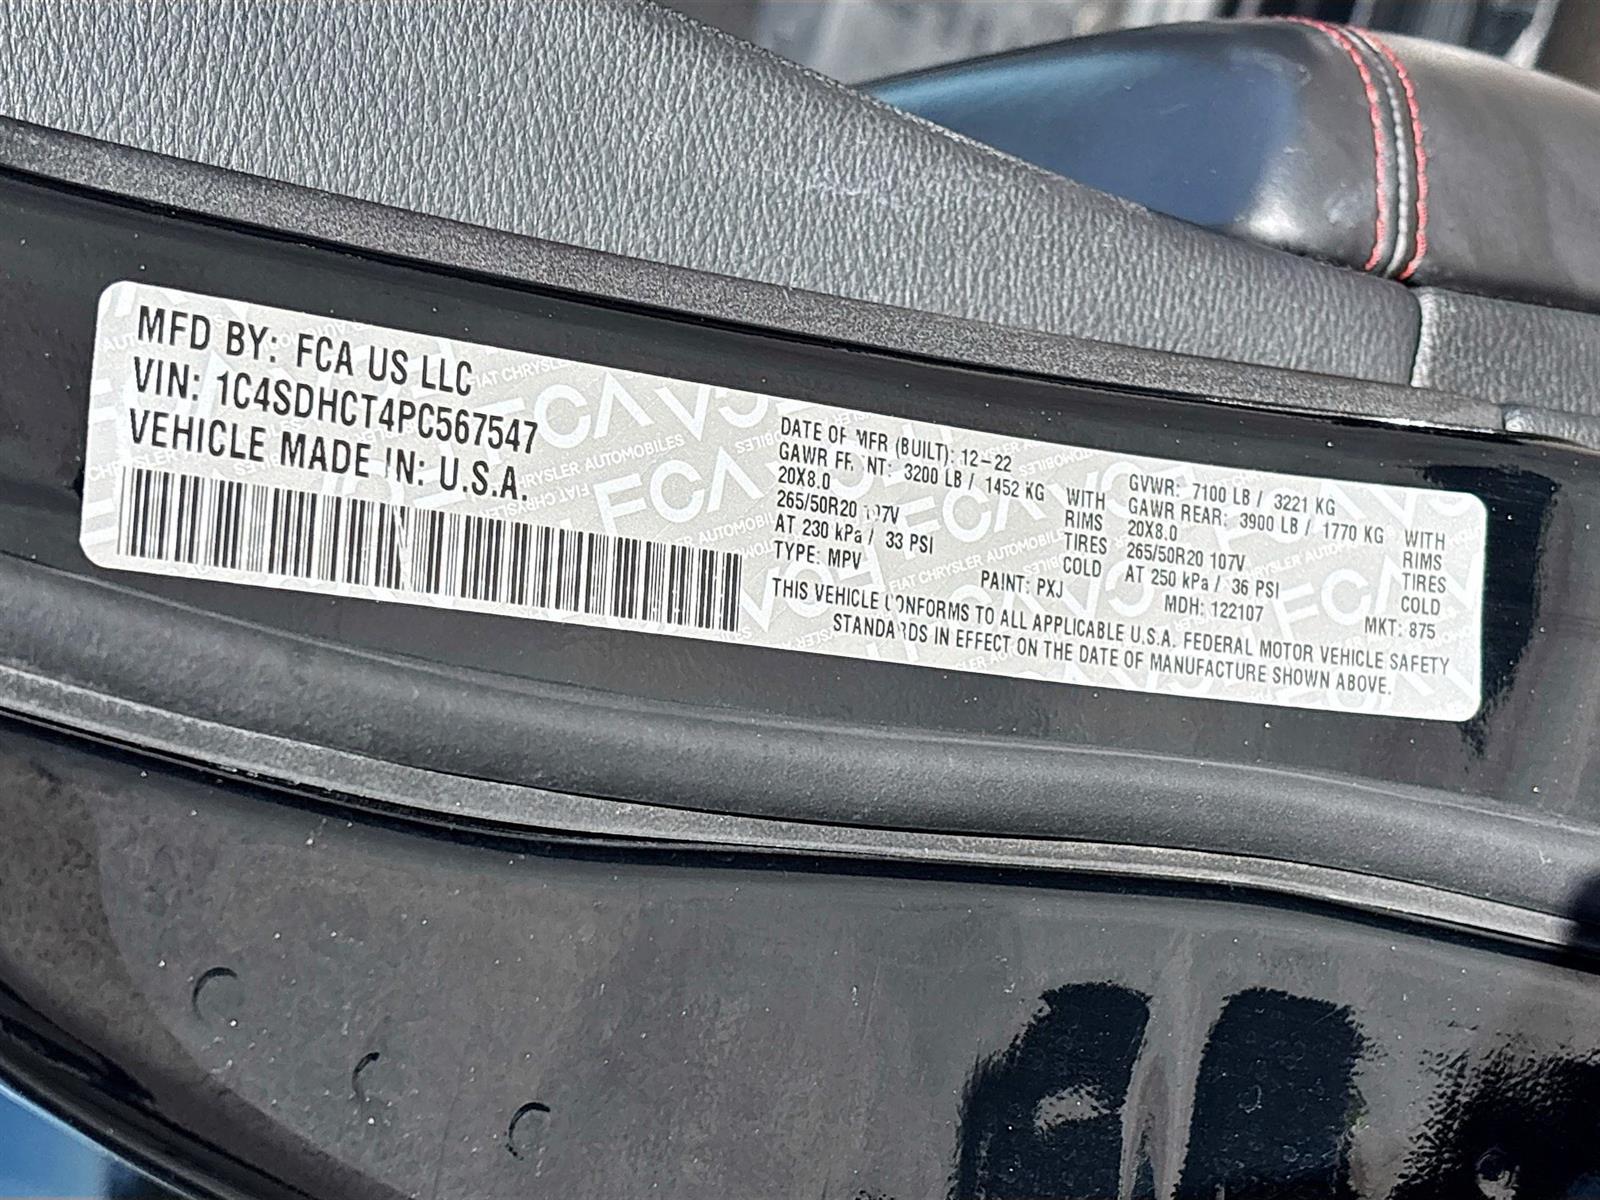 MFD BY: FCA US LLC
VIN: 1C4SDHCT4PC567547
VEHICLE MADE IN: U.S.A.
DATE OF MFR (BUILT): 12-22
GAWR FRONT: 3200 LB / 1452 KG WITH
20X8.0 RIMS
265/50R20 107V TIRES
AT 230 kPa / 33 PSI COLD
TYPE: MPV PAINT: PXJ
GVWR: 7100 LB / 3221 KG
GAWR REAR: 3900 LB / 1770 KG WITH
20X8.0 RIMS
265/50R20 107V TIRES
AT 250 kPa / 36 PSI COLD
MDH: 122107 MKT: 875
THIS VEHICLE CONFORMS TO ALL APPLICABLE U.S.A. FEDERAL MOTOR VEHICLE SAFETY
STANDARDS IN EFFECT ON THE DATE OF MANUFACTURE SHOWN ABOVE.